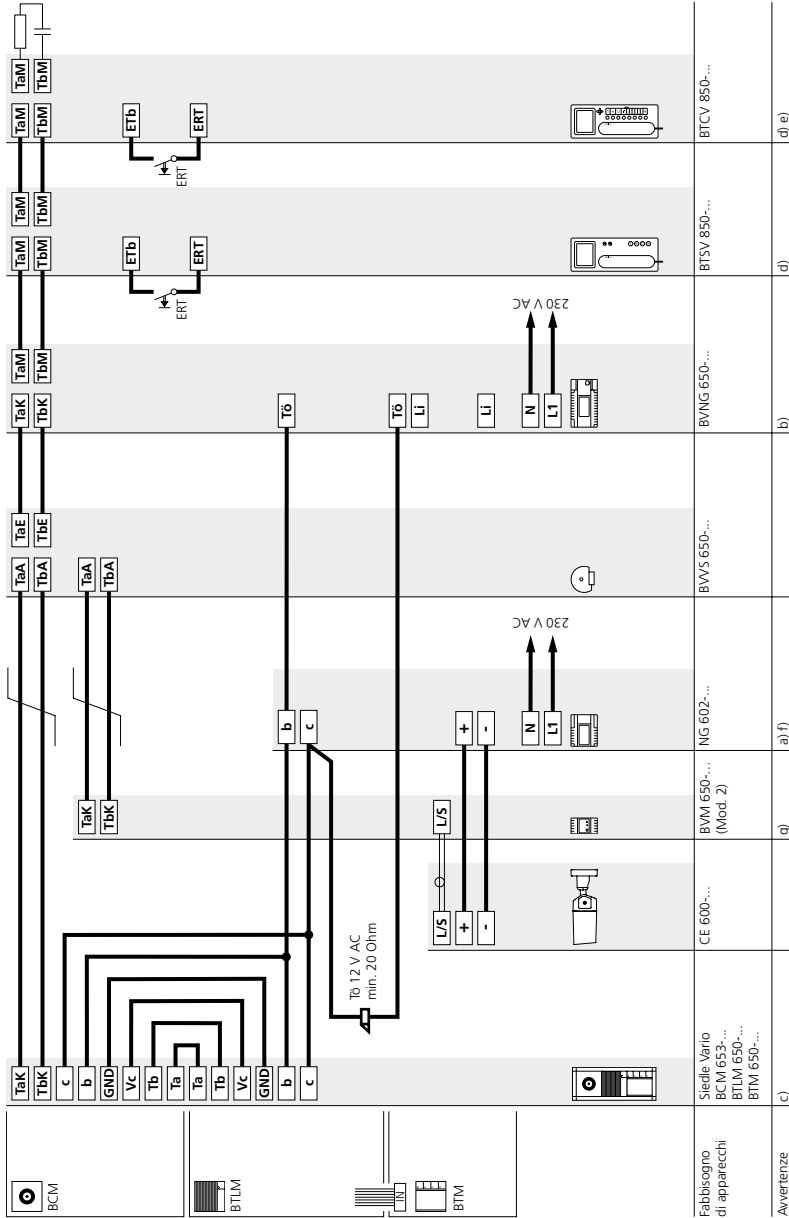 BCM
BTLM
IN
BTM
TaK
TbK
c
b
GND
Vc
Tb
Ta
Ta
Tb
Vc
GND
b
c
Tö 12 V AC
min. 20 Ohm
L/S
+
-
TaK
TbK
L/S
b
c
+
-
N
L1
230 V AC
TaA
TbA
TaA
TbA
TaE
TbE
TaK
TbK
Tö
Tö
Li
Li
N
L1
230 V AC
TaM
TbM
ERT
TaM
TbM
ETb
ERT
TaM
TbM
ERT
TaM
TbM
ETb
ERT
TaM
TbM
Fabbisogno
di apparecchi
Siedle Vario
BCM 653-...
BTLM 650-...
BTM 650-...
CE 600-...
BVM 650-...
(Mod. 2)
NG 602-...
BVVS 650-...
BVNG 650-...
BTSV 850-...
BTCV 850-...
Avvertenze
c)
g)
a) f)
b)
d)
d) e)